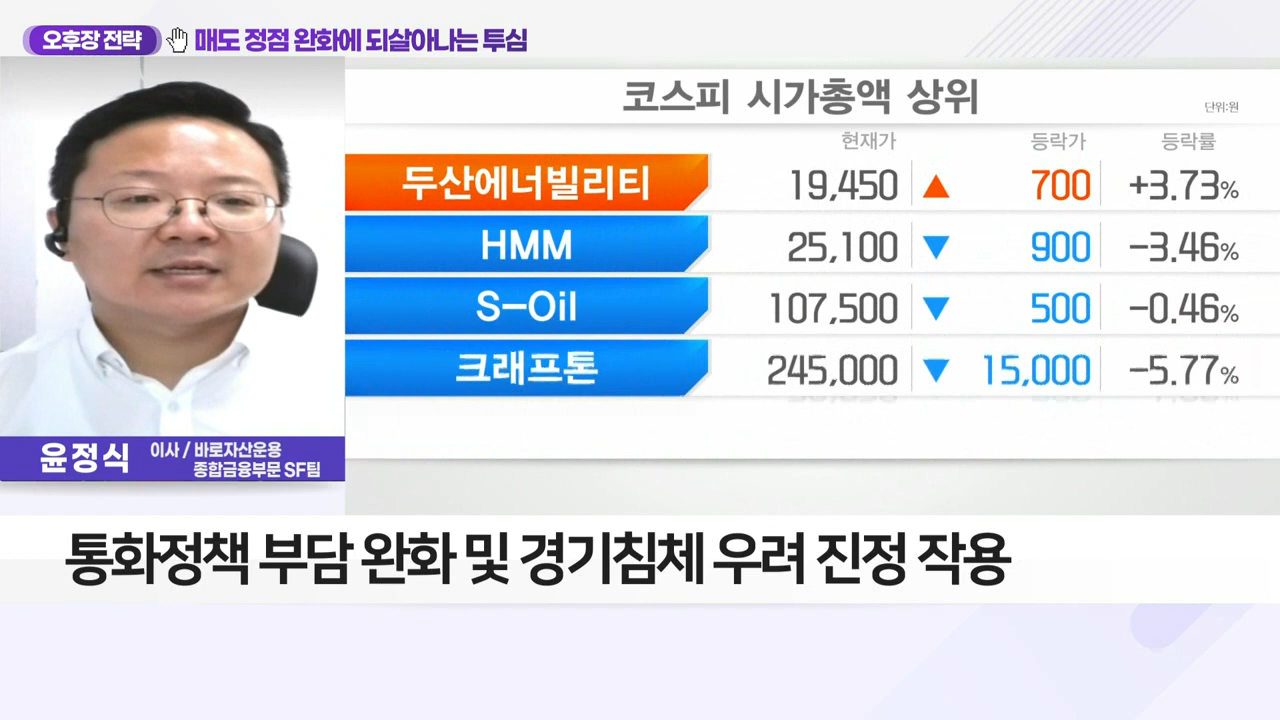 오후장 전략 매도 정점 완화에 되살아나는 투심
코스피 시가총액 상위
단위:원
현재가 등락가 등락률
두산에너빌리티 19,450 ▲ 700 +3.73%
HMM 25,100 ▼ 900 -3.46%
S-Oil 107,500 ▼ 500 -0.46%
크래프톤 245,000 ▼ 15,000 -5.77%
윤정식 이사 / 바로자산운용
종합금융부문 SF팀
통화정책 부담 완화 및 경기침체 우려 진정 작용